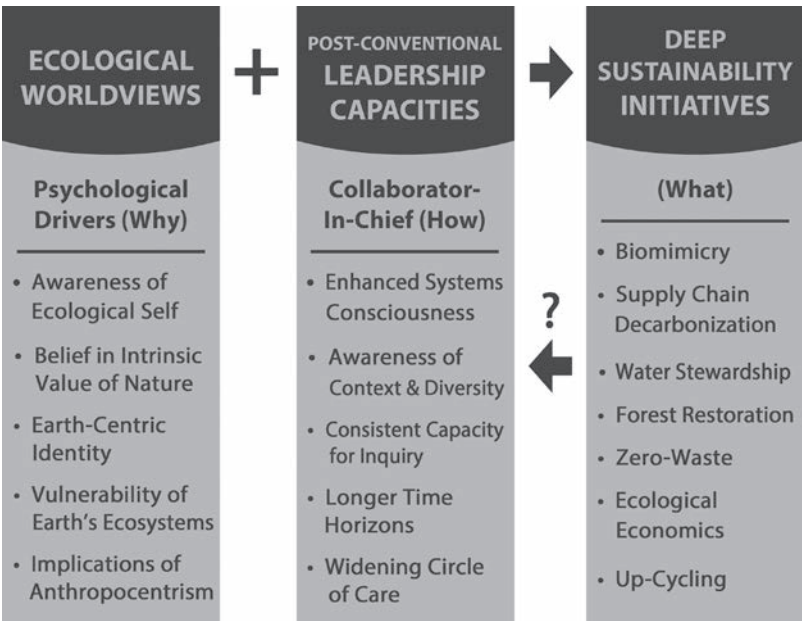 ECOLOGICAL
WORLDVIEWS
Psychological
Drivers (Why)
• Awareness of
Ecological Self
• Belief in Intrinsic
Value of Nature
• Earth-Centric
Identity
• Vulnerability of
Earth's Ecosystems
• Implications of
Anthropocentrism
+
POST-CONVENTIONAL
LEADERSHIP
CAPACITIES
Collaborator-
In-Chief (How)
• Enhanced Systems
Consciousness
• Awareness of
Context & Diversity
• Consistent Capacity
for Inquiry
• Longer Time
Horizons
• Widening Circle
of Care
?
DEEP
SUSTAINABILITY
INITIATIVES
(What)
• Biomimicry
• Supply Chain
Decarbonization
• Water Stewardship
• Forest Restoration
• Zero-Waste
• Ecological
Economics
• Up-Cycling